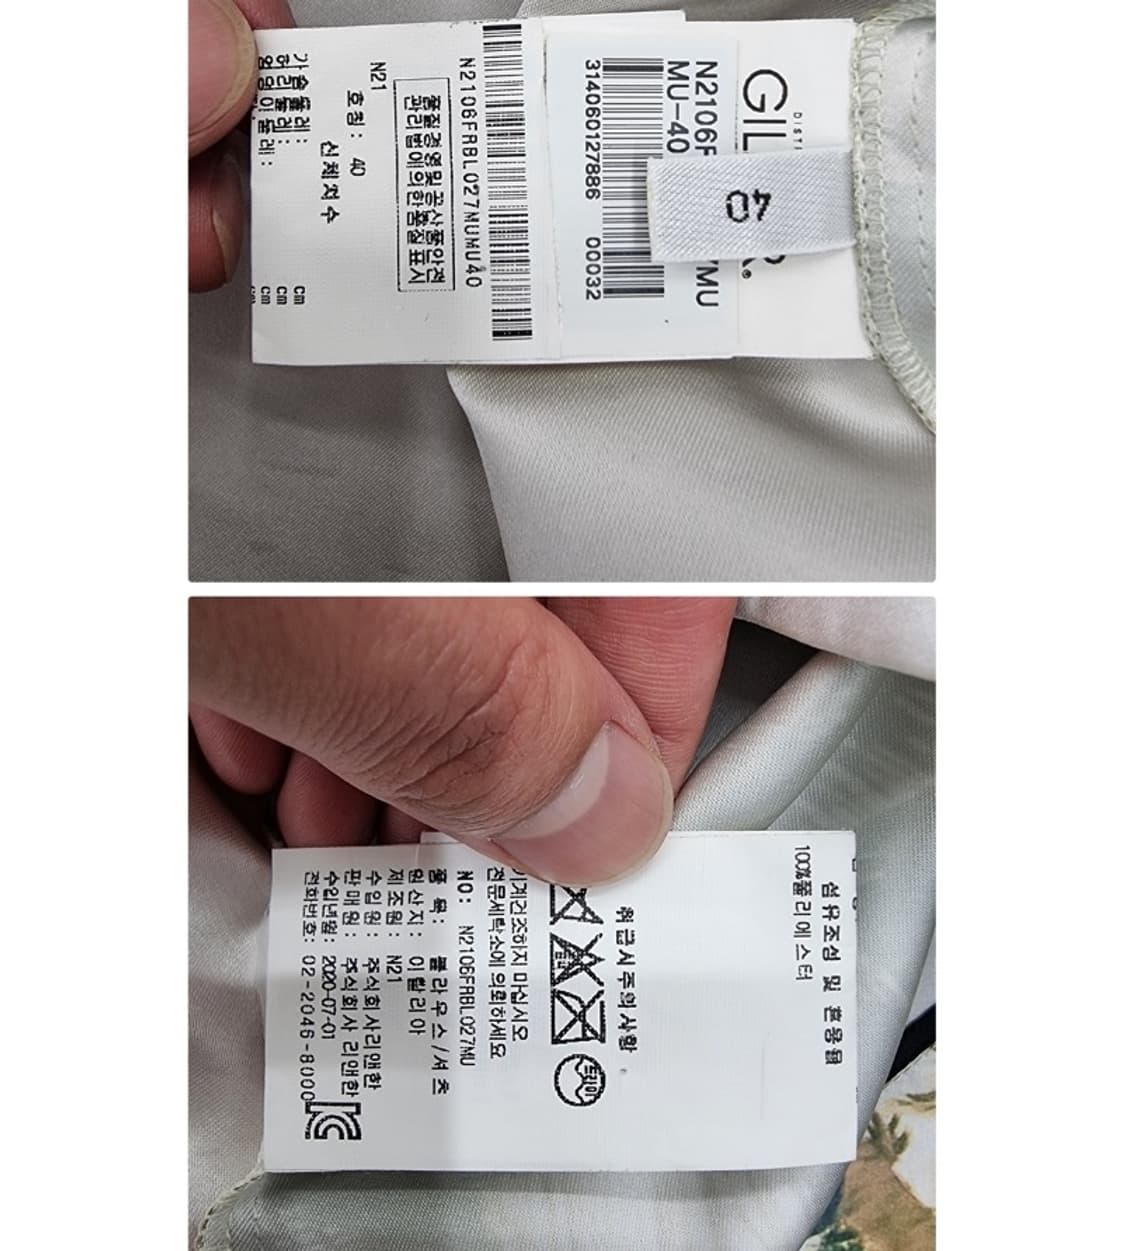 N2106FRBL027MUMU40
품질경영및공산품안전
관리법에의한품질표시
N21
호칭: 40
신체치수
가슴둘레: cm
허리둘레: cm
엉덩이둘레: cm
DIST
GIL
R.
N2106F
7MU
MU-40
314060127886 00032
40
섬유조성 및 혼용율
100%폴리에스터
취급시주의사항
드라이
기계건조하지 마십시오
전문세탁소에 의뢰하세요
NO: N2106FRBL027MU
품 목: 블라우스/셔츠
원산지: 이탈리아
제조원: N21
수입원: 주식회사리앤한
판매원: 주식회사 리앤한
수입년월: 2020-07-01
전화번호: 02-2046-8000